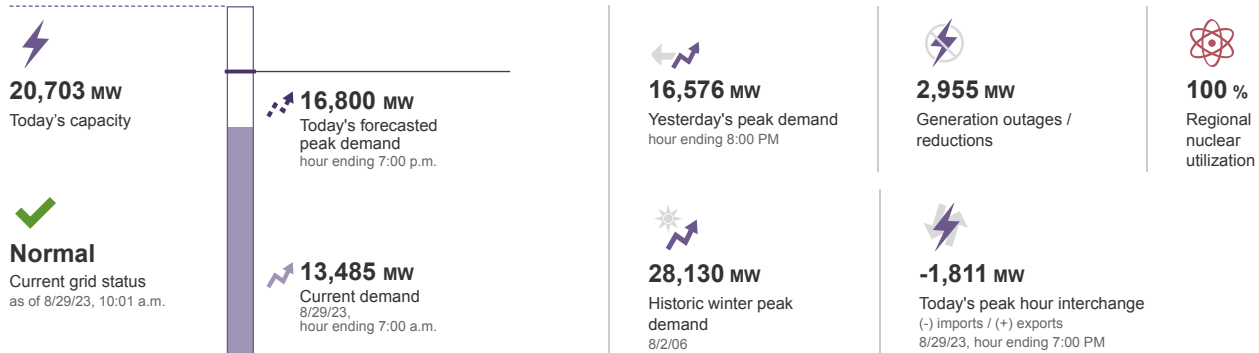 20,703 MW
Today's capacity
Normal
Current grid status
as of 8/29/23, 10:01 a.m.
16,800 MW
Today's forecasted
peak demand
hour ending 7:00 p.m.
13,485 MW
Current demand
8/29/23,
hour ending 7:00 a.m.
16,576 MW
Yesterday's peak demand
hour ending 8:00 PM
2,955 MW
Generation outages /
reductions
100 %
Regional
nuclear
utilization
28,130 MW
Historic winter peak
demand
8/2/06
-1,811 MW
Today's peak hour interchange
(-) imports / (+) exports
8/29/23, hour ending 7:00 PM